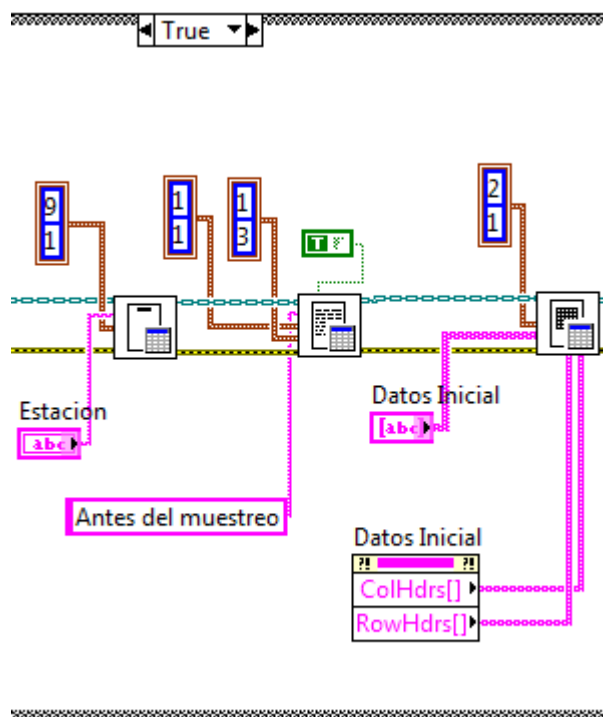 True
9
1
1
1
1
3
2
1
T
Estacion
abc
Datos Inicial
[abc]
Antes del muestreo
Datos Inicial
?! ?!
ColHdrs[]
RowHdrs[]